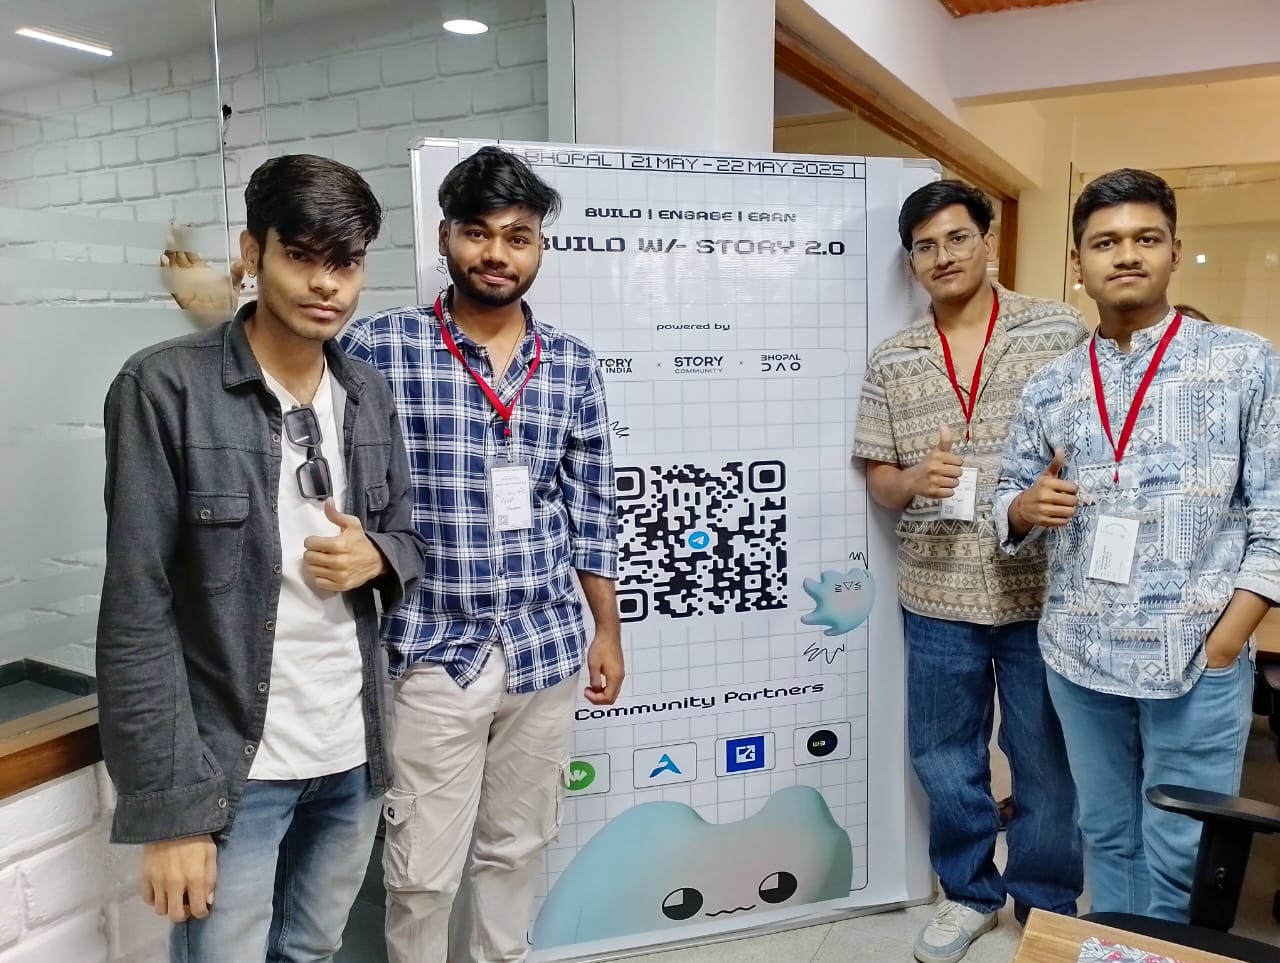 BHOPAL | 21 MAY - 22 MAY 2025
BUILD | ENGAGE | EARN
BUILD W/- STORY 2.0
powered by
STORY INDIA x STORY COMMUNITY x BHOPAL DAO
Community Partners
W3